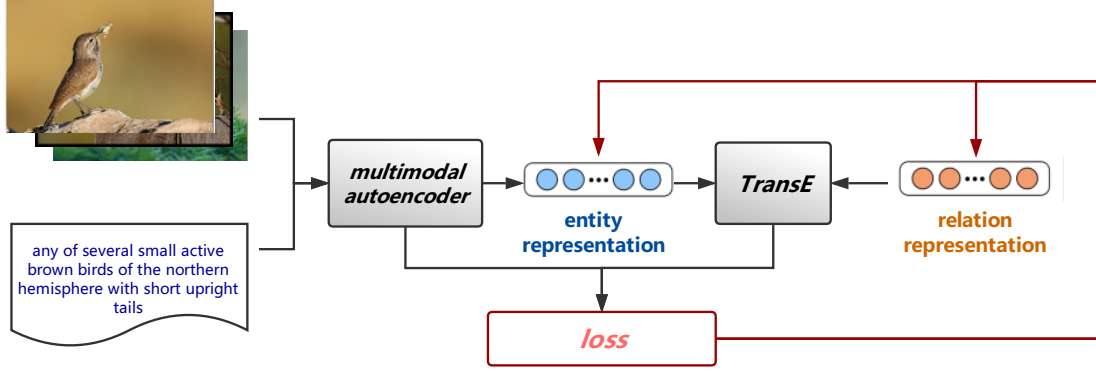 any of several small active
brown birds of the northern
hemisphere with short upright
tails
multimodal
autoencoder
entity
representation
TransE
relation
representation
loss